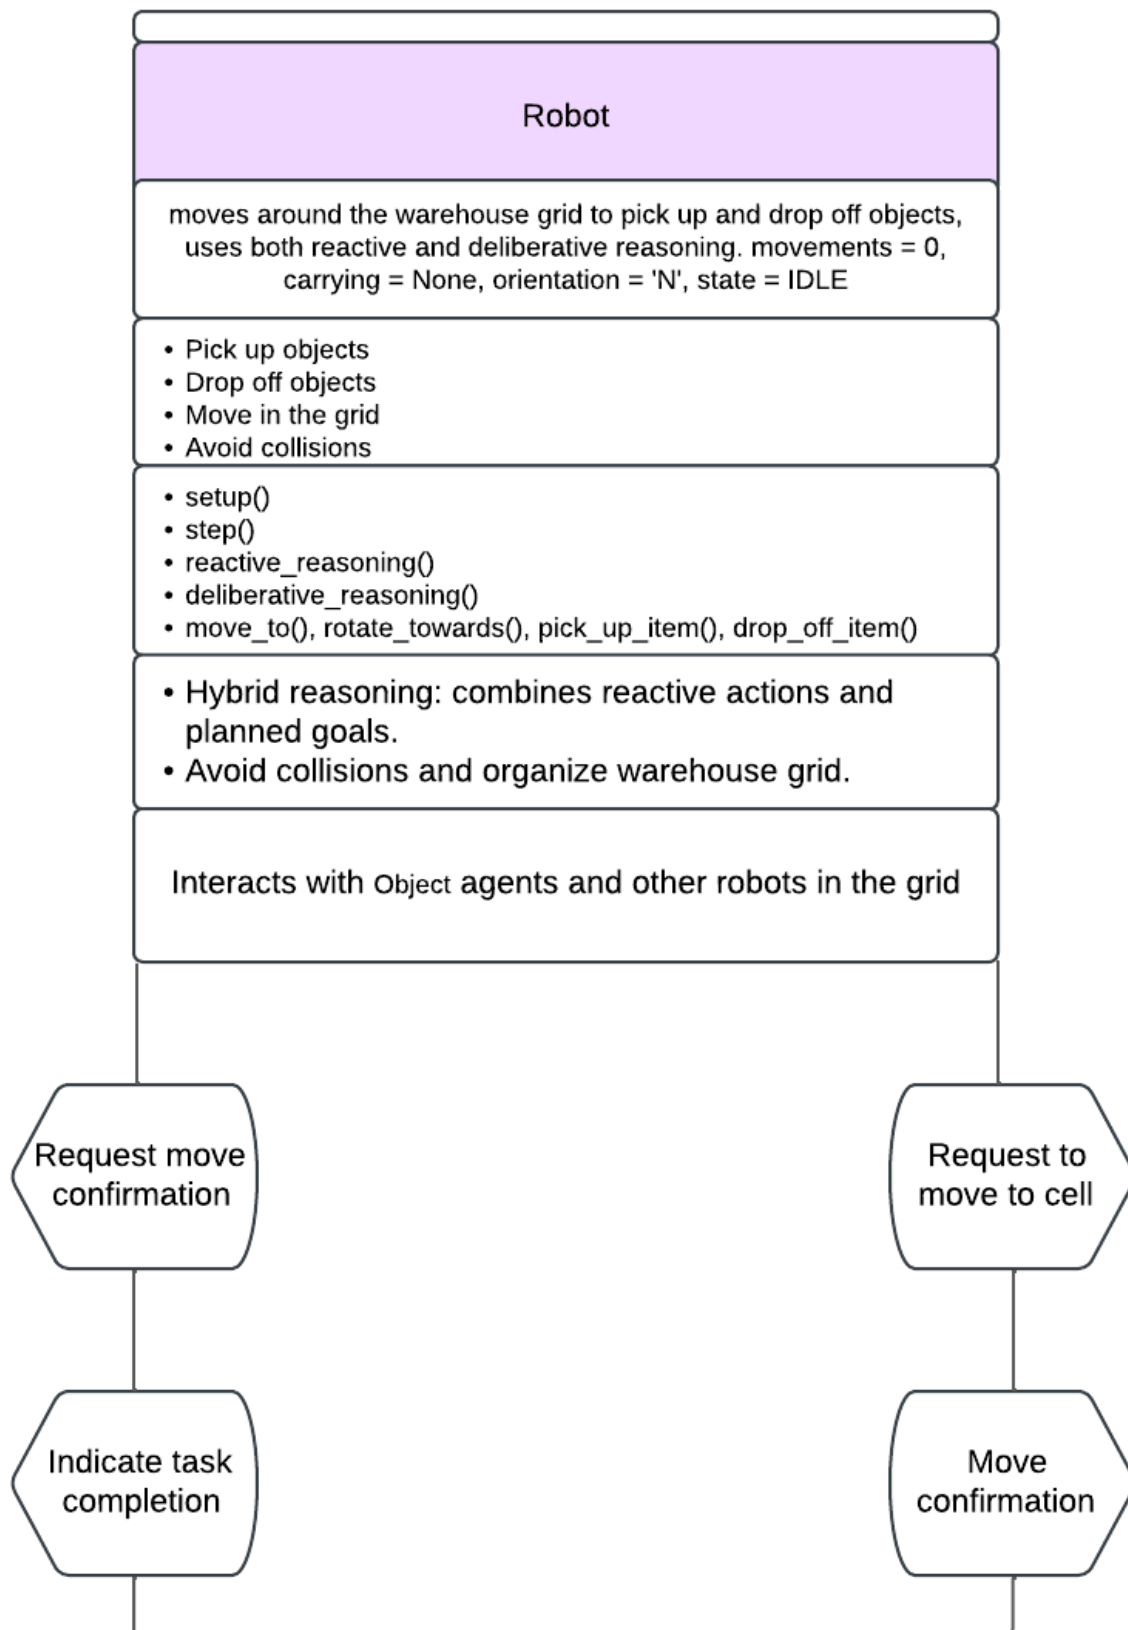 Robot
moves around the warehouse grid to pick up and drop off objects,
uses both reactive and deliberative reasoning. movements = 0,
carrying = None, orientation = 'N', state = IDLE
• Pick up objects
• Drop off objects
• Move in the grid
• Avoid collisions
• setup()
• step()
• reactive_reasoning()
• deliberative_reasoning()
• move_to(), rotate_towards(), pick_up_item(), drop_off_item()
• Hybrid reasoning: combines reactive actions and
planned goals.
• Avoid collisions and organize warehouse grid.
Interacts with Object agents and other robots in the grid
Request move
confirmation
Request to
move to cell
Indicate task
completion
Move
confirmation